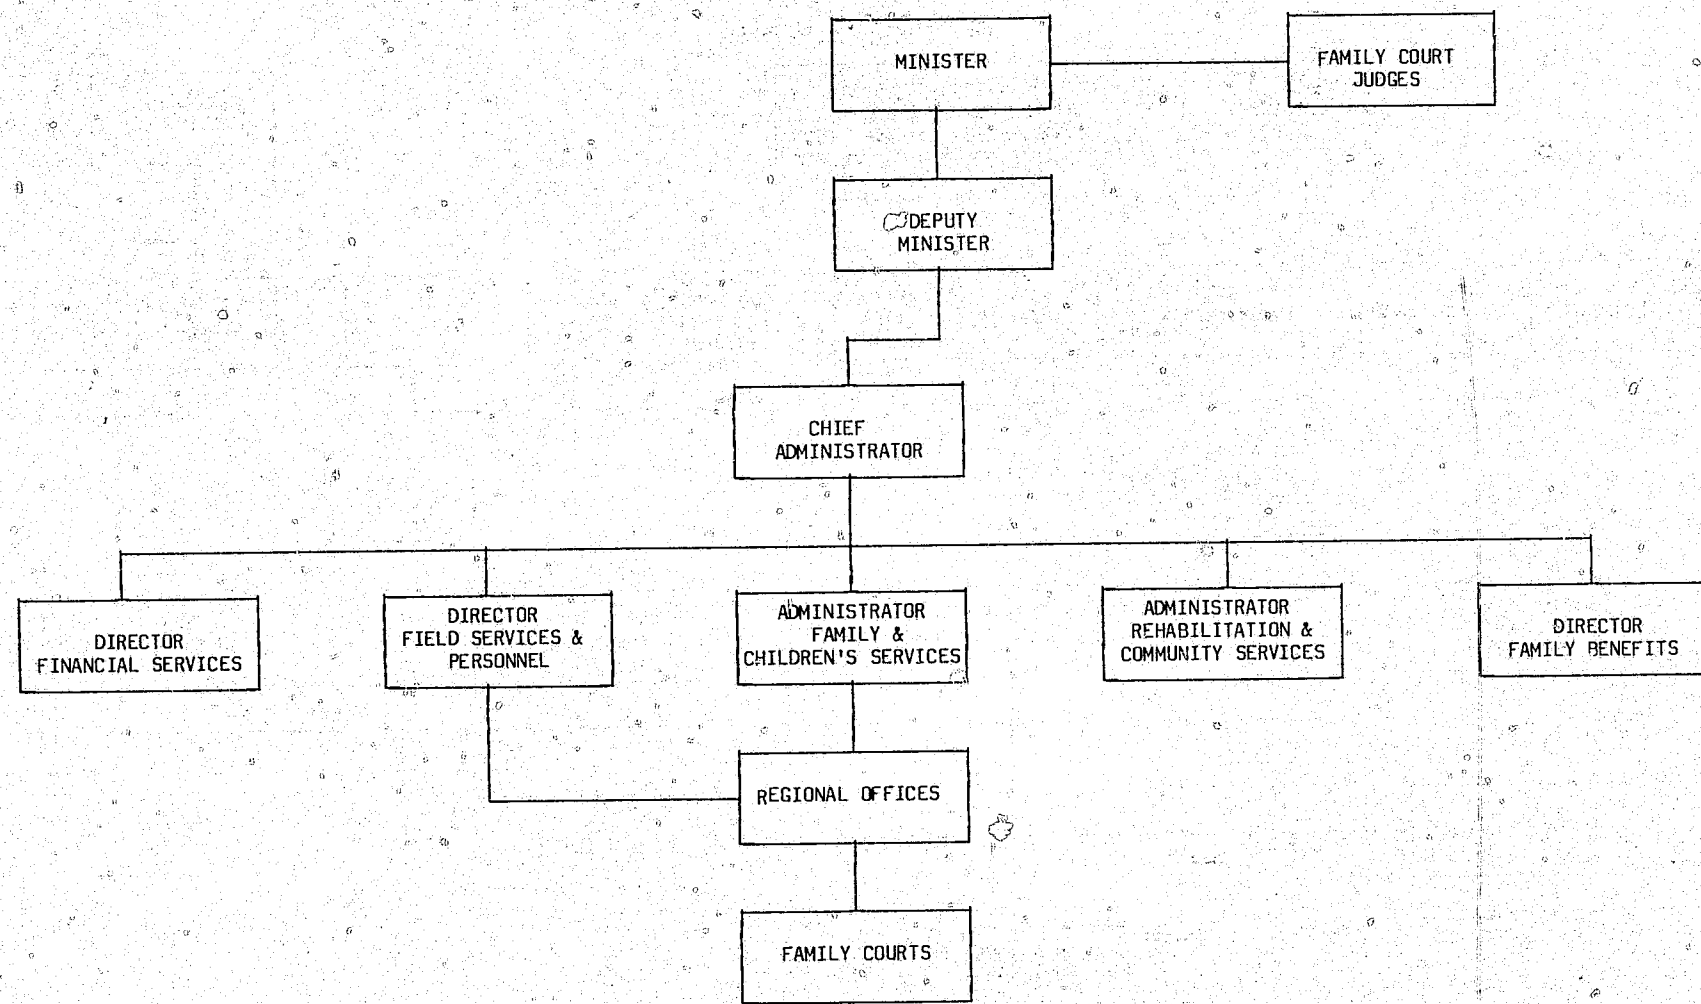 MINISTER
FAMILY COURT
JUDGES
DEPUTY
MINISTER
CHIEF
ADMINISTRATOR
DIRECTOR
FINANCIAL SERVICES
DIRECTOR
FIELD SERVICES &
PERSONNEL
ADMINISTRATOR
FAMILY &
CHILDREN'S SERVICES
ADMINISTRATOR
REHABILITATION &
COMMUNITY SERVICES
DIRECTOR
FAMILY BENEFITS
REGIONAL OFFICES
FAMILY COURTS